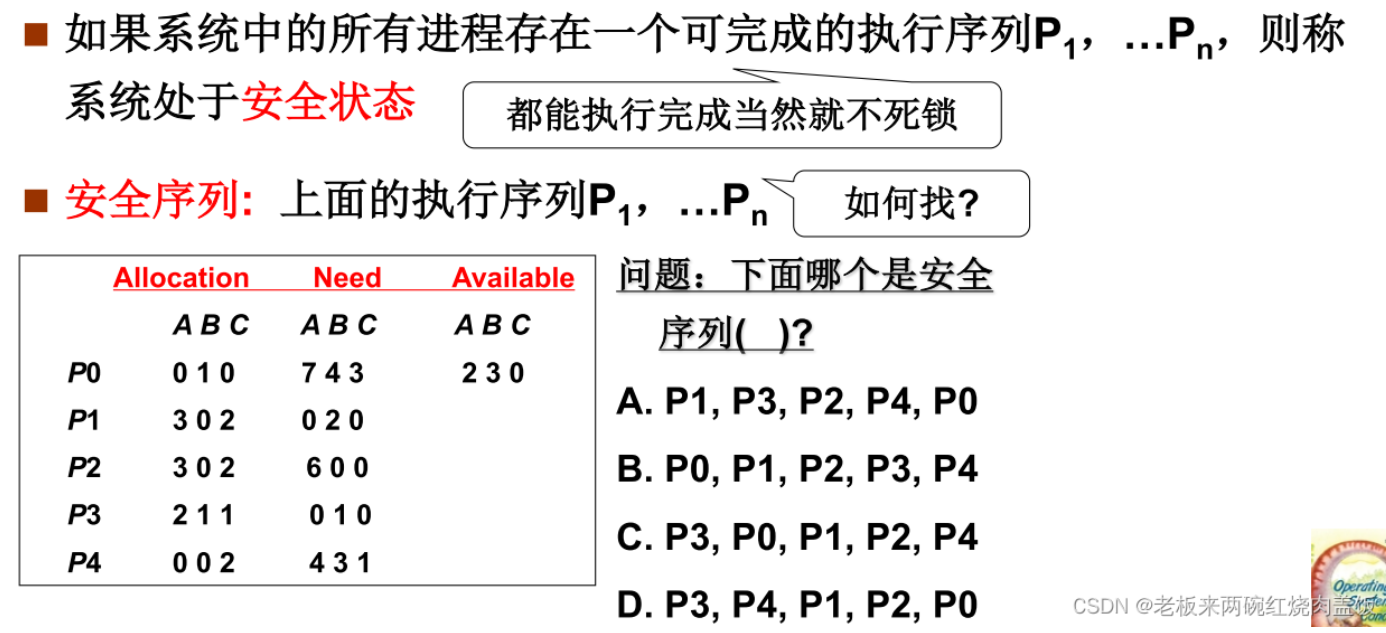 如果系统中的所有进程存在一个可完成的执行序列P1，…Pn，则称
系统处于安全状态
都能执行完成当然就不死锁
安全序列: 上面的执行序列P1，…Pn
如何找?
Allocation Need Available
A B C A B C A B C
P0 0 1 0 7 4 3 2 3 0
P1 3 0 2 0 2 0
P2 3 0 2 6 0 0
P3 2 1 1 0 1 0
P4 0 0 2 4 3 1
问题：下面哪个是安全
序列( )?
A. P1, P3, P2, P4, P0
B. P0, P1, P2, P3, P4
C. P3, P0, P1, P2, P4
D. P3, P4, P1, P2, P0
CSDN @老板来两碗红烧肉盖饭